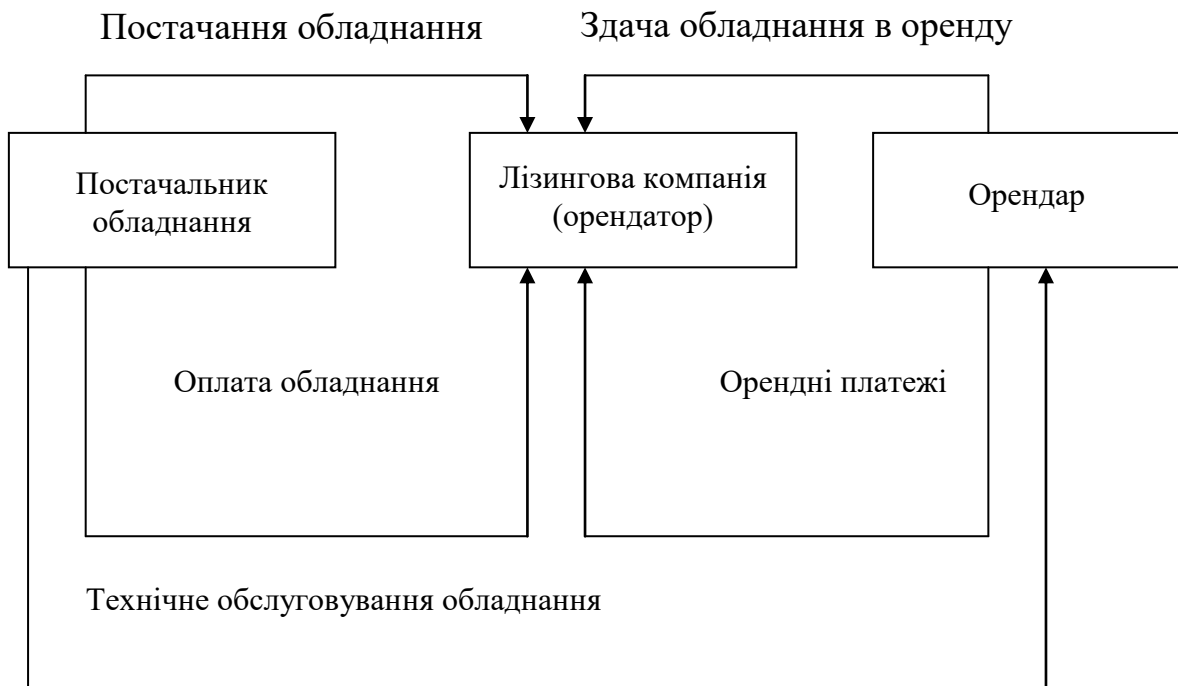 Постачання обладнання
Здача обладнання в оренду
Постачальник
обладнання
Лізингова компанія
(орендатор)
Орендар
Оплата обладнання
Орендні платежі
Технічне обслуговування обладнання